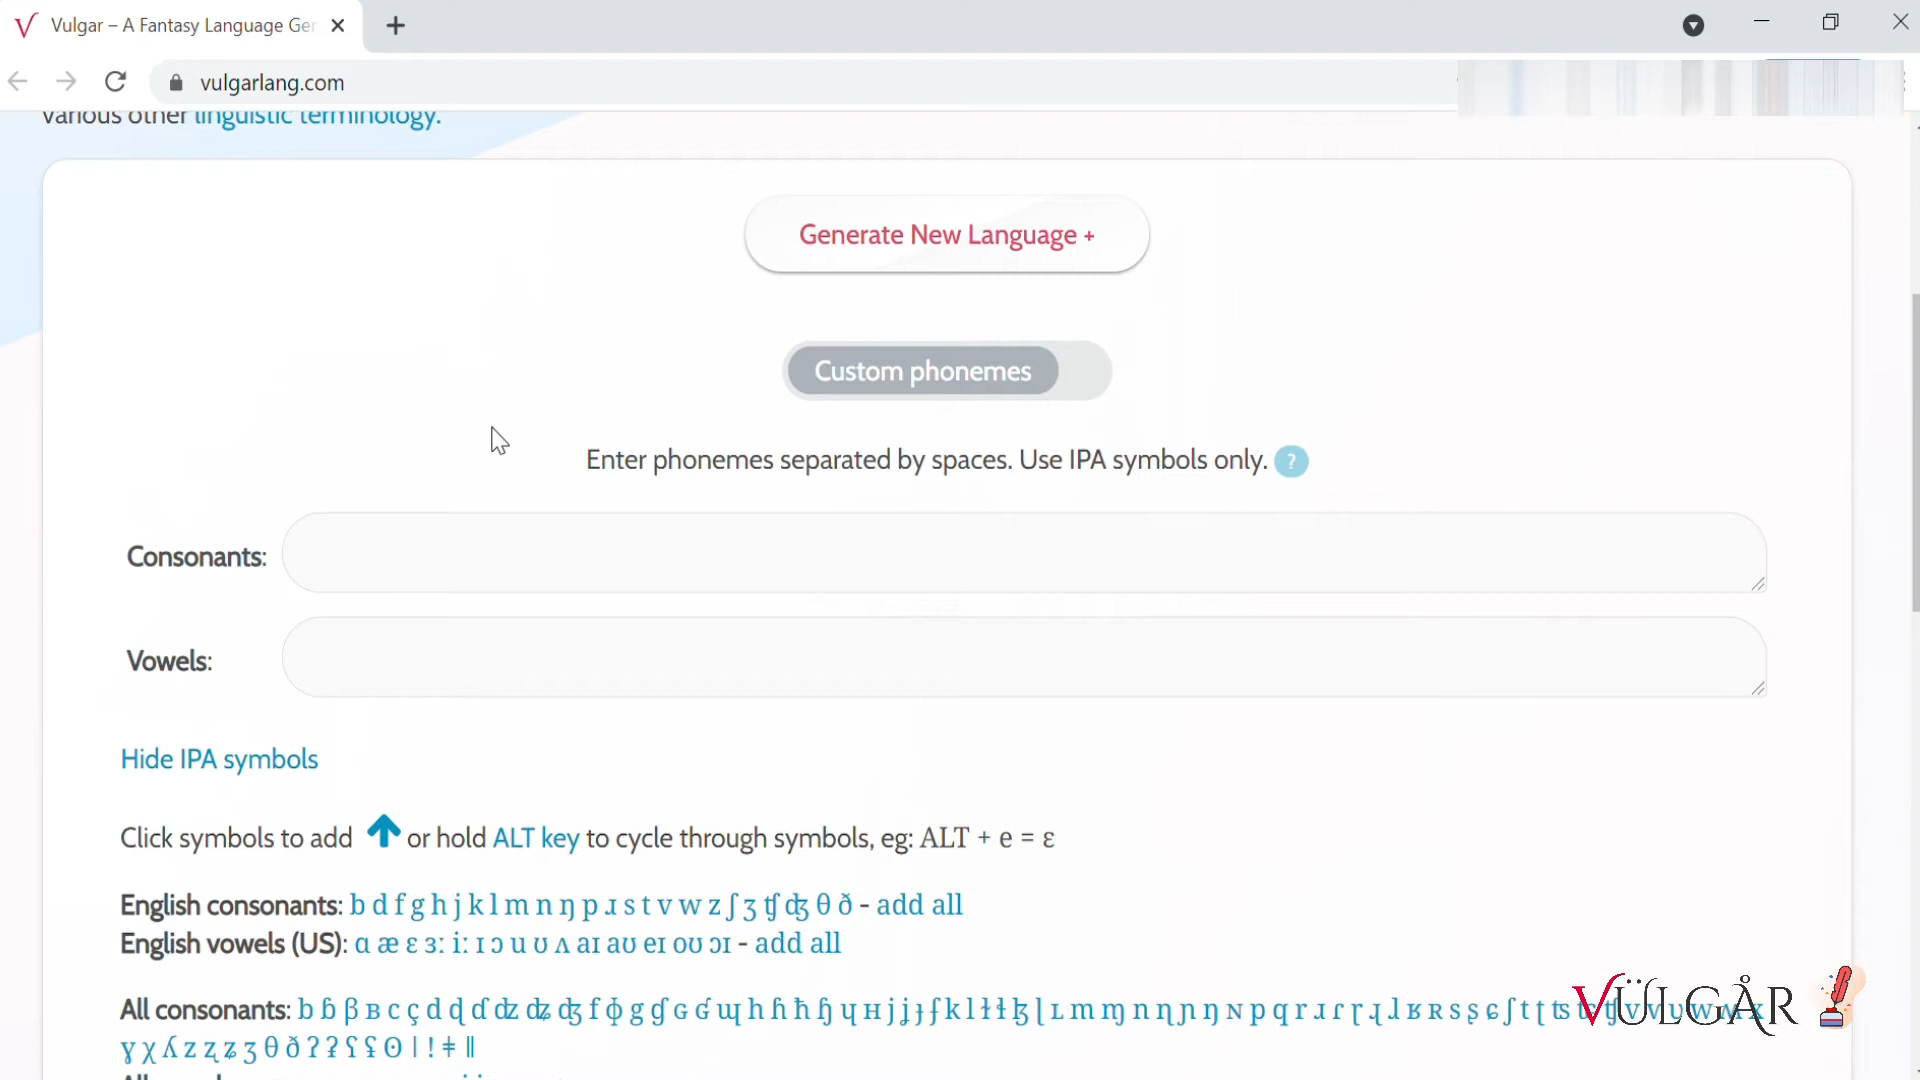 Vulgar – A Fantasy Language Ger
vulgarlang.com
various other linguistic terminology.
Generate New Language +
Custom phonemes
Enter phonemes separated by spaces. Use IPA symbols only. ?
Consonants:
Vowels:
Hide IPA symbols
Click symbols to add or hold ALT key to cycle through symbols, eg: ALT + e = ɛ
English consonants: b d f g h j k l m n ŋ p ɹ s t v w z ʃ ʒ ʧ ʤ θ ð - add all
English vowels (US): ɑ æ ɛ ɜː iː ɪ ɔ u ʊ ʌ aɪ aʊ eɪ oʊ ɔɪ - add all
All consonants: b ɓ β ʙ c ç d ɖ ɗ ʣ ʥ ʤ f ɸ g ɠ ɢ ʛ ɰ h ɦ ħ ɧ ɥ ʜ j ʝ ɟ ʄ k l ɫ ɬ ɮ ɭ ʟ m ɱ n ɳ ɲ ŋ ɴ p q r ɹ ɾ ɽ ɻ ɺ ʁ ʀ s ʂ ɕ ʃ t ʈ ʦ
ɣ χ ʎ z ʐ ʑ ʒ θ ð ʔ ʡ ʕ ʢ ʘ ǀ ǃ ǂ ǁ
VÜLGÅR